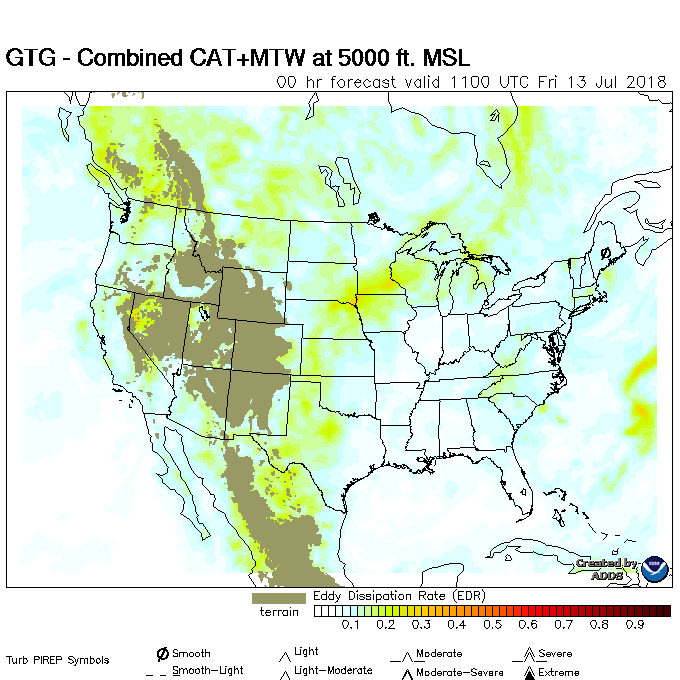 GTG - Combined CAT+MTW at 5000 ft. MSL
00 hr forecast valid 1100 UTC Fri 13 Jul 2018
Created by
ADDS
Eddy Dissipation Rate (EDR)
terrain
0.1 0.2 0.3 0.4 0.5 0.6 0.7 0.8 0.9
Turb PIREP Symbols
Smooth Light Moderate Severe
Smooth-Light Light-Moderate Moderate-Severe Extreme